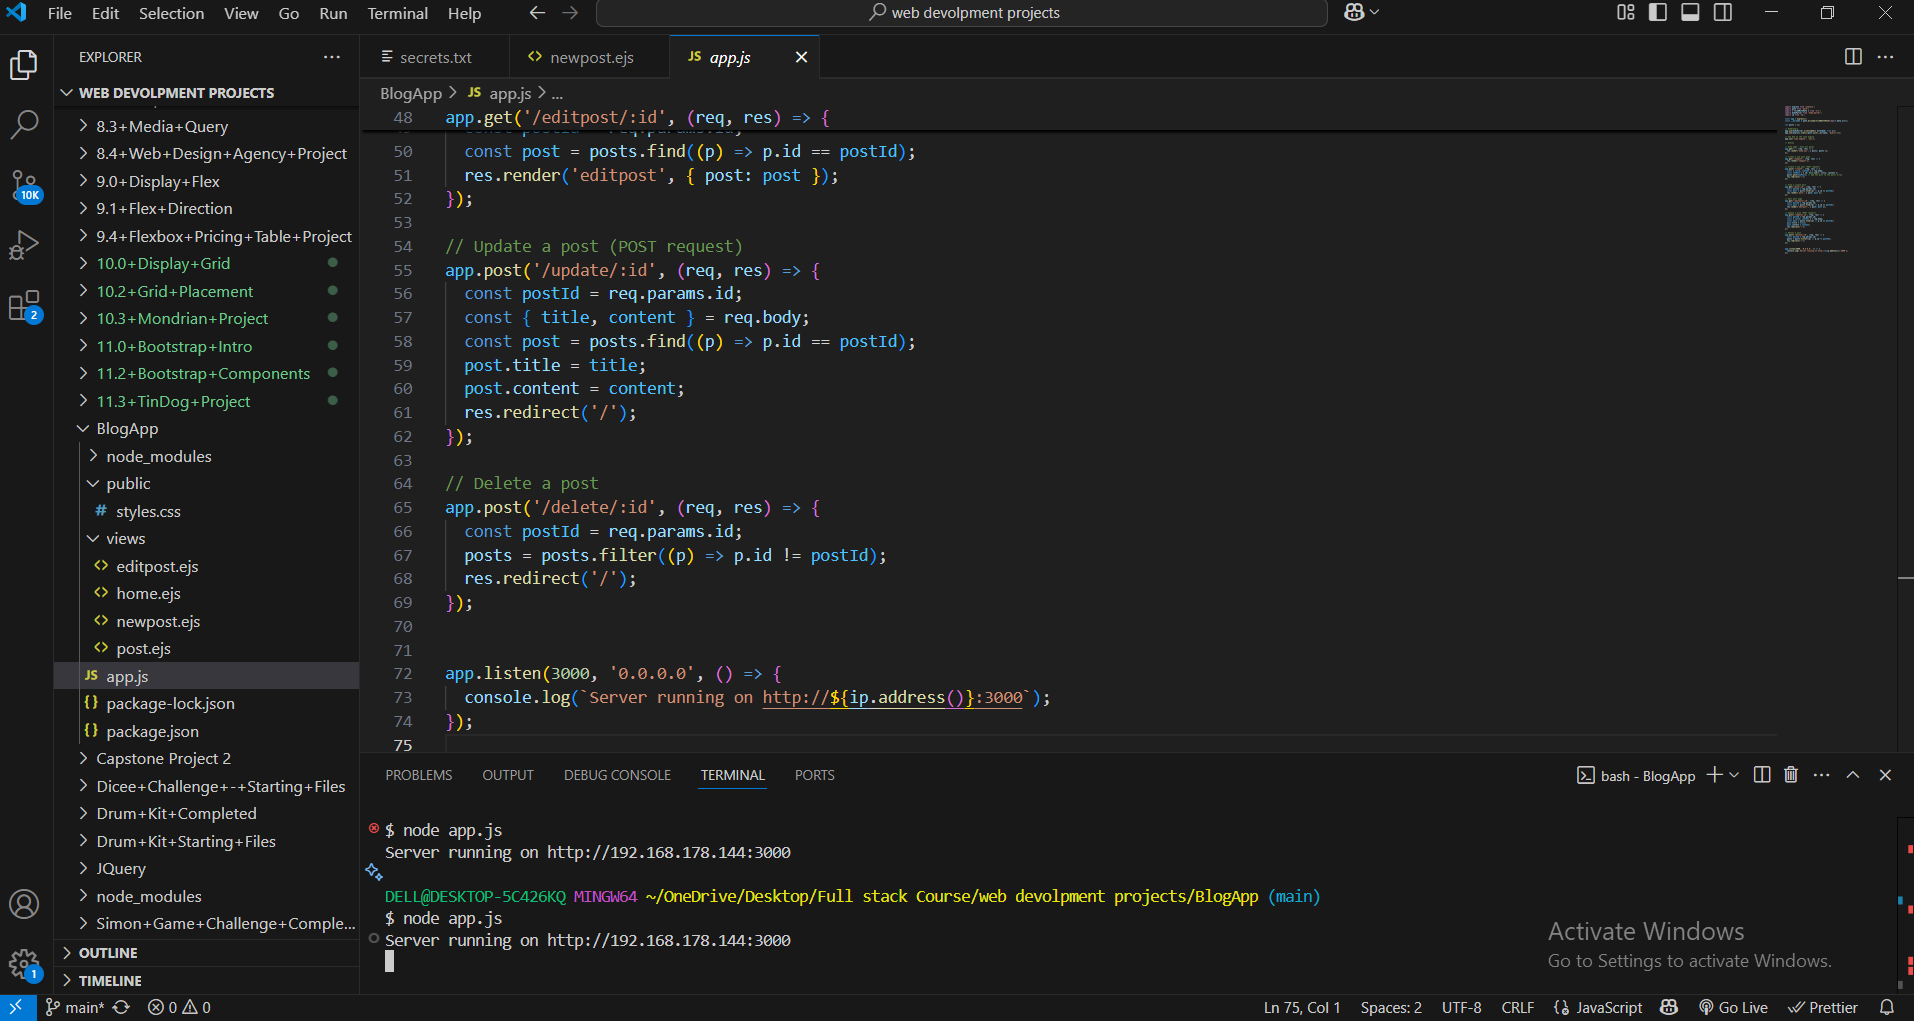 File Edit Selection View Go Run Terminal Help
web devolpment projects
EXPLORER
WEB DEVOLPMENT PROJECTS
8.3+Media+Query
8.4+Web+Design+Agency+Project
9.0+Display+Flex
9.1+Flex+Direction
9.4+Flexbox+Pricing+Table+Project
10.0+Display+Grid
10.2+Grid+Placement
10.3+Mondrian+Project
11.0+Bootstrap+Intro
11.2+Bootstrap+Components
11.3+TinDog+Project
BlogApp
node_modules
public
# styles.css
views
<> editpost.ejs
<> home.ejs
<> newpost.ejs
<> post.ejs
JS app.js
{} package-lock.json
{} package.json
Capstone Project 2
Dicee+Challenge+-+Starting+Files
Drum+Kit+Completed
Drum+Kit+Starting+Files
JQuery
node_modules
Simon+Game+Challenge+Comple...
OUTLINE
TIMELINE
10K
2
1
secrets.txt
<> newpost.ejs
JS app.js
BlogApp > JS app.js > ...
48 app.get('/editpost/:id', (req, res) => {
50 const post = posts.find((p) => p.id == postId);
51 res.render('editpost', { post: post });
52 });
53
54 // Update a post (POST request)
55 app.post('/update/:id', (req, res) => {
56 const postId = req.params.id;
57 const { title, content } = req.body;
58 const post = posts.find((p) => p.id == postId);
59 post.title = title;
60 post.content = content;
61 res.redirect('/');
62 });
63
64 // Delete a post
65 app.post('/delete/:id', (req, res) => {
66 const postId = req.params.id;
67 posts = posts.filter((p) => p.id != postId);
68 res.redirect('/');
69 });
70
71
72 app.listen(3000, '0.0.0.0', () => {
73 console.log(`Server running on http://${ip.address()}:3000`);
74 });
75
PROBLEMS OUTPUT DEBUG CONSOLE TERMINAL PORTS
bash - BlogApp
$ node app.js
Server running on http://192.168.178.144:3000
DELL@DESKTOP-5C426KQ MINGW64 ~/OneDrive/Desktop/Full stack Course/web devolpment projects/BlogApp (main)
$ node app.js
Server running on http://192.168.178.144:3000
Activate Windows
Go to Settings to activate Windows.
main* 0 0
Ln 75, Col 1 Spaces: 2 UTF-8 CRLF {} JavaScript Go Live Prettier